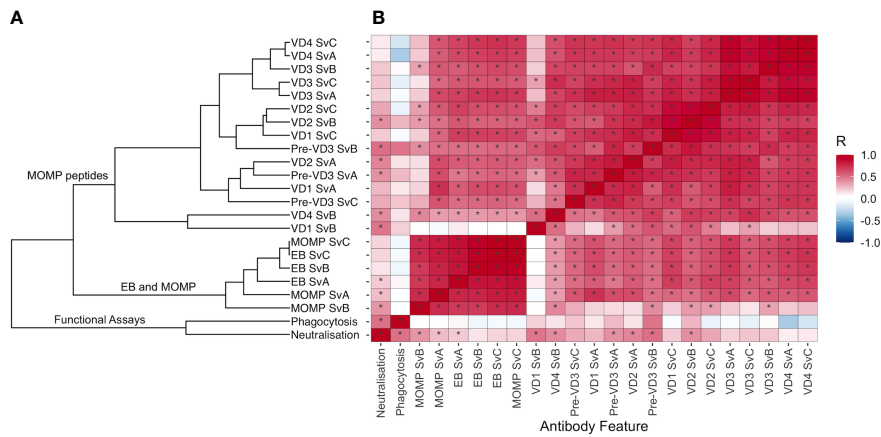 A
B
VD4 SvC
VD4 SvA
VD3 SvB
VD3 SvC
VD3 SvA
VD2 SvC
VD2 SvB
VD1 SvC
Pre-VD3 SvB
VD2 SvA
Pre-VD3 SvA
VD1 SvA
Pre-VD3 SvC
VD4 SvB
VD1 SvB
MOMP SvC
EB SvC
EB SvB
EB SvA
MOMP SvA
MOMP SvB
Phagocytosis
Neutralisation
MOMP peptides
EB and MOMP
Functional Assays
R
1.0
0.5
0.0
-0.5
-1.0
Neutralisation
Phagocytosis
MOMP SvB
MOMP SvA
EB SvA
EB SvB
EB SvC
MOMP SvC
VD1 SvB
VD4 SvB
Pre-VD3 SvC
VD1 SvA
Pre-VD3 SvA
VD2 SvA
Pre-VD3 SvB
VD1 SvC
VD2 SvB
VD2 SvC
VD3 SvA
VD3 SvC
VD3 SvB
VD4 SvA
VD4 SvC
Antibody Feature